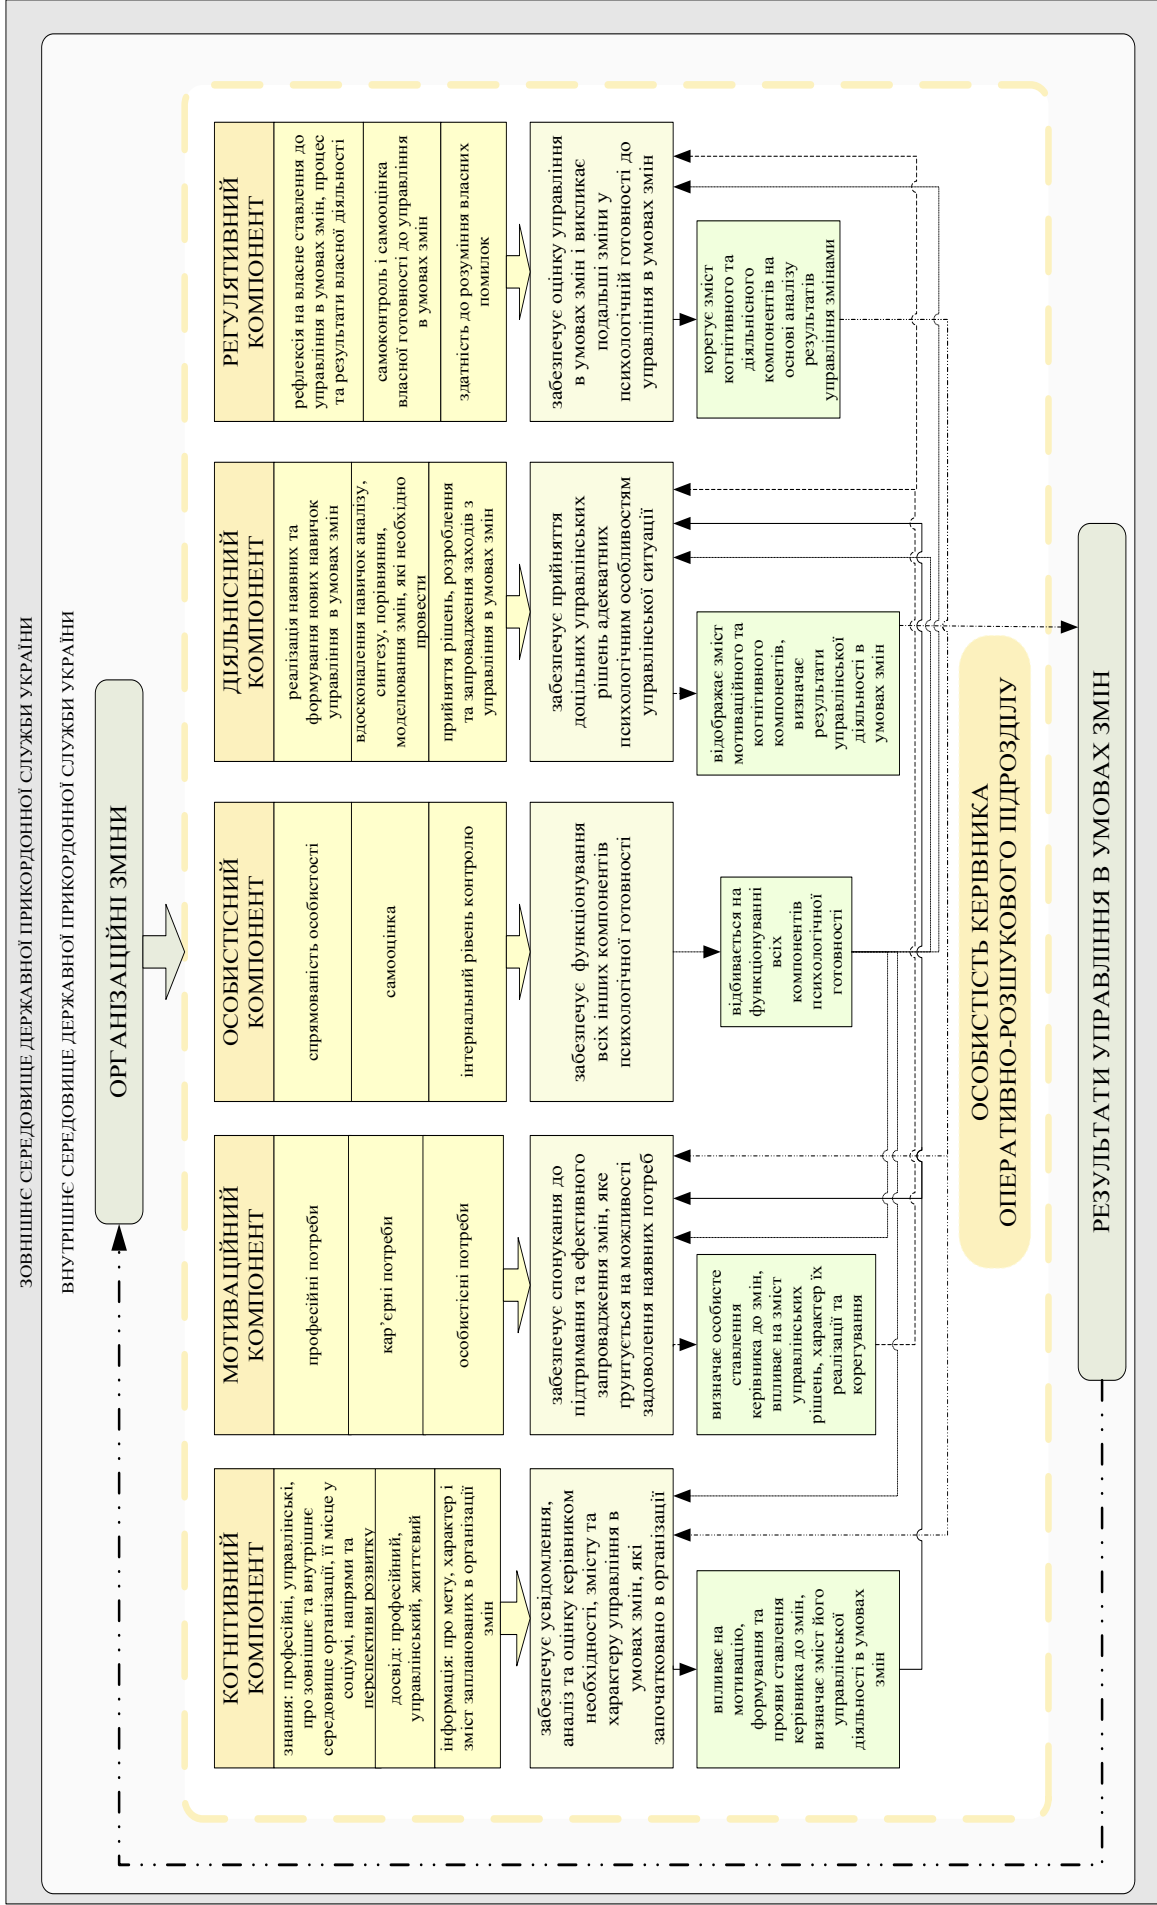 ЗОВНІШНЄ СЕРЕДОВИЩЕ ДЕРЖАВНОЇ ПРИКОРДОННОЇ СЛУЖБИ УКРАЇНИ
ВНУТРІШНЄ СЕРЕДОВИЩЕ ДЕРЖАВНОЇ ПРИКОРДОННОЇ СЛУЖБИ УКРАЇНИ
ОРГАНІЗАЦІЙНІ ЗМІНИ
КОГНІТИВНИЙ
КОМПОНЕНТ
знання: професійні, управлінські,
про зовнішнє та внутрішнє
середовище організації, її місце у
соціумі, напрями та
перспективи розвитку
досвід: професійний,
управлінський, життєвий
інформація: про мету, характер і
зміст запланованих в організації
змін
забезпечує усвідомлення,
аналіз та оцінку керівником
необхідності, змісту та
характеру управління в
умовах змін, які
започатковано в організації
впливає на
мотивацію,
формування та
прояви ставлення
керівника до змін,
визначає зміст його
управлінської
діяльності в умовах
змін
МОТИВАЦІЙНИЙ
КОМПОНЕНТ
професійні потреби
кар’єрні потреби
особистісні потреби
забезпечує спонукання до
підтримання та ефективного
запровадження змін, яке
ґрунтується на можливості
задоволення наявних потреб
визначає особисте
ставлення
керівника до змін,
впливає на зміст
управлінських
рішень, характер їх
реалізації та
корегування
ОСОБИСТІСНИЙ
КОМПОНЕНТ
спрямованість особистості
самооцінка
інтернальний рівень контролю
забезпечує функціонування
всіх інших компонентів
психологічної готовності
відбивається на
функціонуванні
всіх
компонентів
психологічної
готовності
ДІЯЛЬНІСНИЙ
КОМПОНЕНТ
реалізація наявних та
формування нових навичок
управління в умовах змін
вдосконалення навичок аналізу,
синтезу, порівняння,
моделювання змін, які необхідно
провести
прийняття рішень, розроблення
та запровадження заходів з
управління в умовах змін
забезпечує прийняття
доцільних управлінських
рішень адекватних
психологічним особливостям
управлінської ситуації
відображає зміст
мотиваційного та
когнітивного
компонентів,
визначає
результати
управлінської
діяльності в
умовах змін
РЕГУЛЯТИВНИЙ
КОМПОНЕНТ
рефлексія на власне ставлення до
управління в умовах змін, процес
та результати власної діяльності
самоконтроль і самооцінка
власної готовності до управління
в умовах змін
здатність до розуміння власних
помилок
забезпечує оцінку управління
в умовах змін і викликає
подальші зміни у
психологічній готовності до
управління в умовах змін
корегує зміст
когнітивного та
діяльнісного
компонентів на
основі аналізу
результатів
управління змінами
ОСОБИСТІСТЬ КЕРІВНИКА
ОПЕРАТИВНО-РОЗШУКОВОГО ПІДРОЗДІЛУ
РЕЗУЛЬТАТИ УПРАВЛІННЯ В УМОВАХ ЗМІН